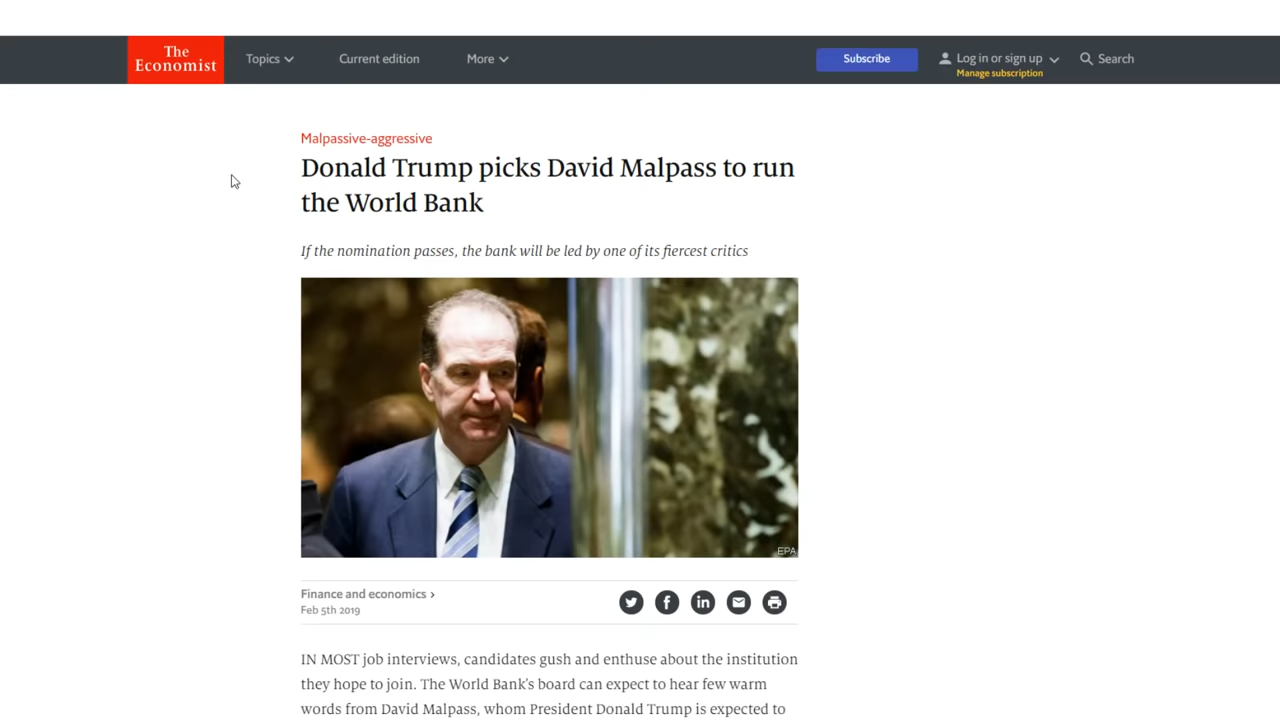 The
Economist
Topics
Current edition
More
Subscribe
Log in or sign up
Manage subscription
Search
Malpassive-aggressive
Donald Trump picks David Malpass to run
the World Bank
If the nomination passes, the bank will be led by one of its fiercest critics
EPA
Finance and economics ›
Feb 5th 2019
IN MOST job interviews, candidates gush and enthuse about the institution
they hope to join. The World Bank's board can expect to hear few warm
words from David Malpass, whom President Donald Trump is expected to